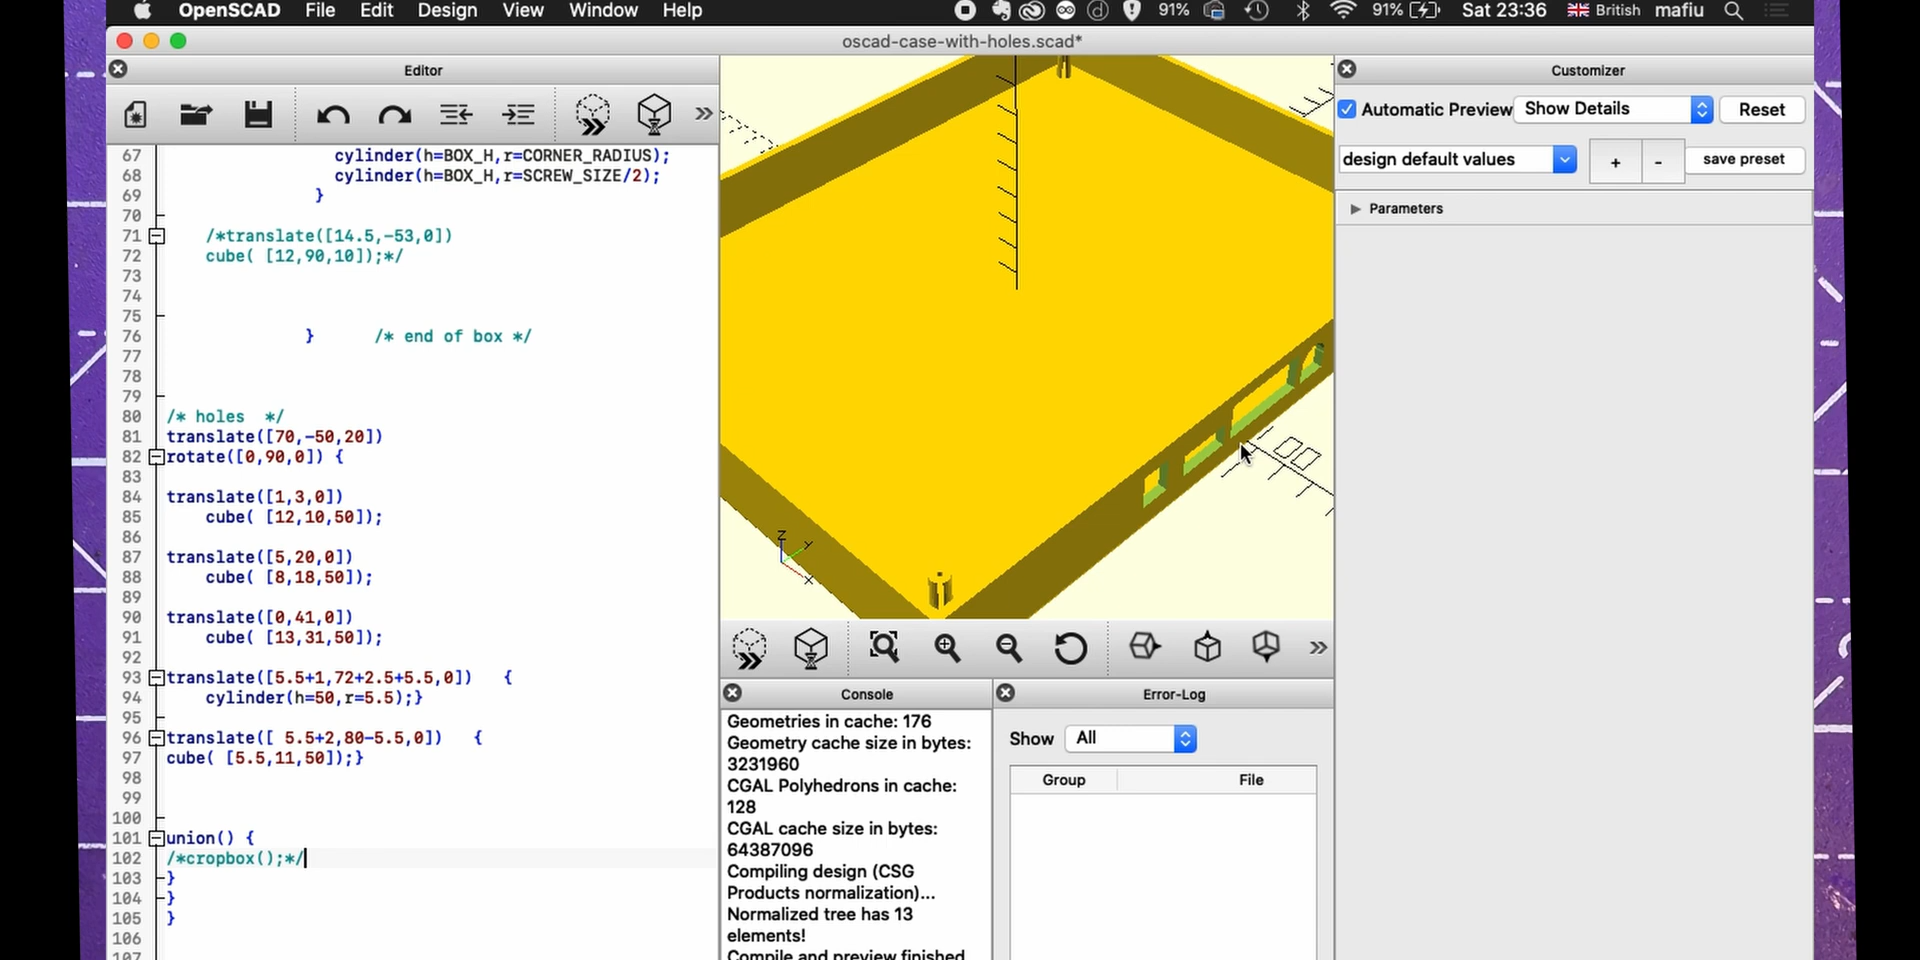 OpenSCAD File Edit Design View Window Help 91% 91% Sat 23:36 British mafiu
oscad-case-with-holes.scad*
Editor
67 cylinder(h=BOX_H,r=CORNER_RADIUS);
68 cylinder(h=BOX_H,r=SCREW_SIZE/2);
69 }
70
71 /*translate([14.5,-53,0])
72 cube( [12,90,10]);*/
73
74
75
76 } /* end of box */
77
78
79
80 /* holes */
81 translate([70,-50,20])
82 rotate([0,90,0]) {
83
84 translate([1,3,0])
85 cube( [12,10,50]);
86
87 translate([5,20,0])
88 cube( [8,18,50]);
89
90 translate([0,41,0])
91 cube( [13,31,50]);
92
93 translate([5.5+1,72+2.5+5.5,0]) {
94 cylinder(h=50,r=5.5);}
95
96 translate([ 5.5+2,80-5.5,0]) {
97 cube( [5.5,11,50]);}
98
99
100
101 union() {
102 /*cropbox();*/
103 }
104 }
105 }
106
107
Z
Y
X
Console
Geometries in cache: 176
Geometry cache size in bytes:
3231960
CGAL Polyhedrons in cache:
128
CGAL cache size in bytes:
64387096
Compiling design (CSG
Products normalization)...
Normalized tree has 13
elements!
Compile and preview finished
Error-Log
Show All
Group File
Customizer
Automatic Preview Show Details Reset
design default values + - save preset
Parameters